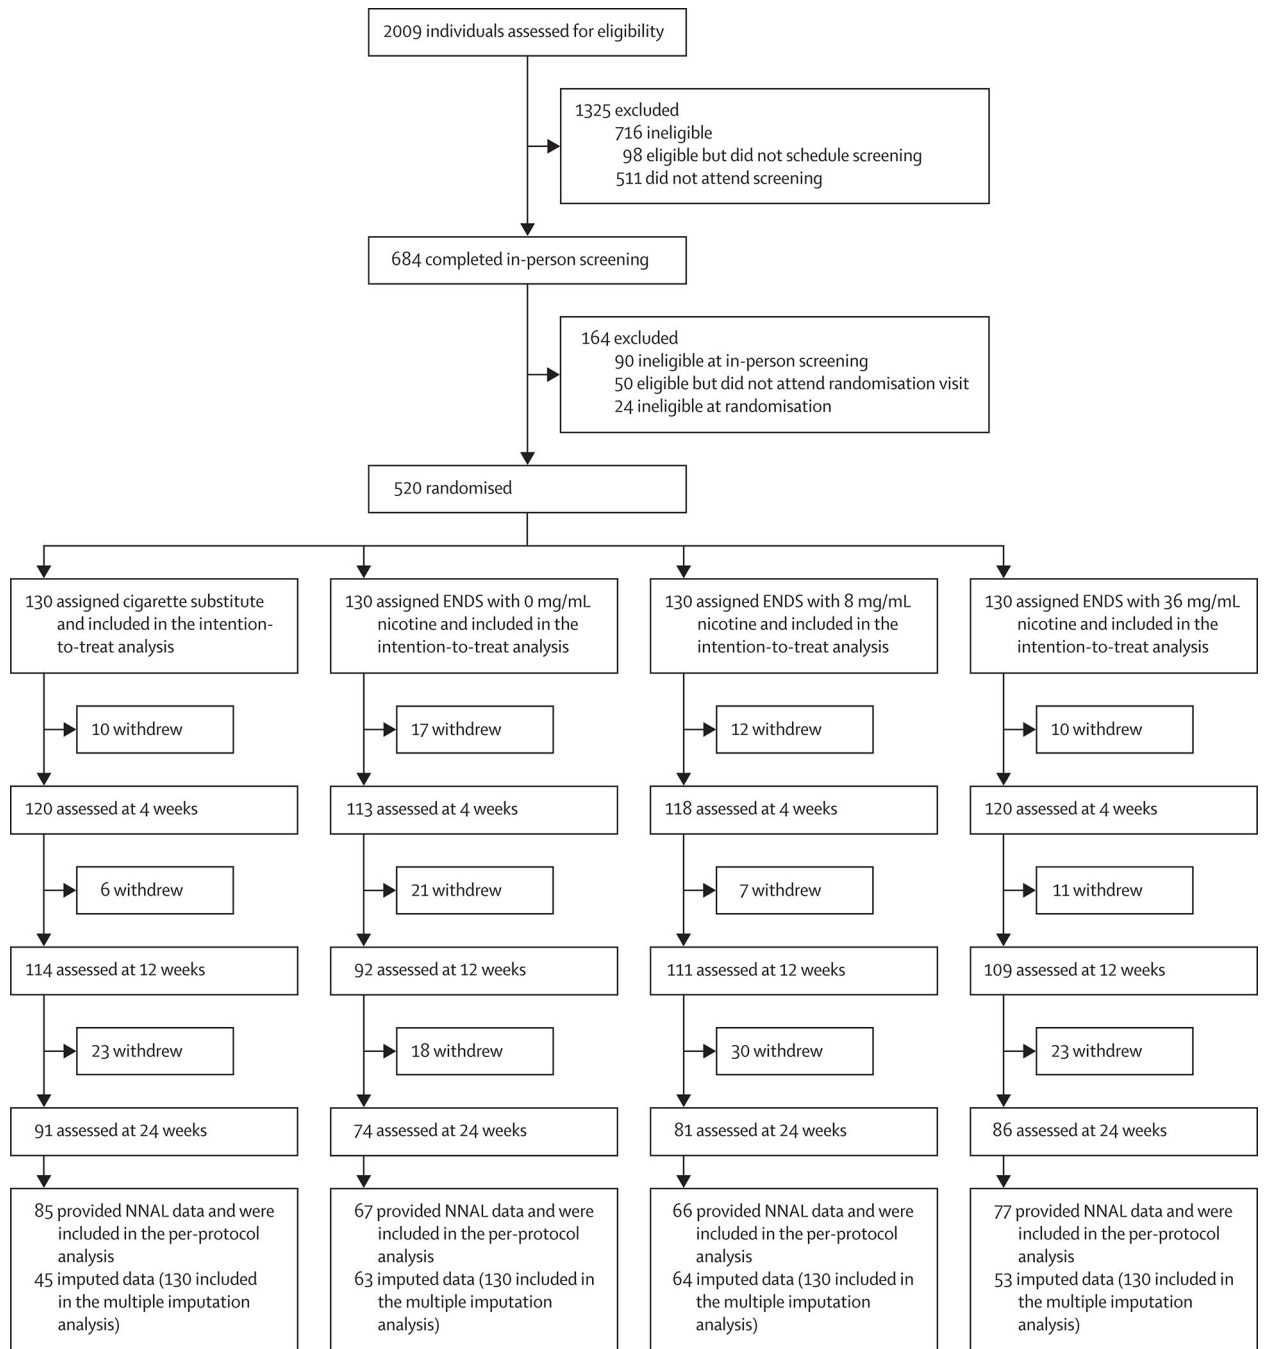 2009 individuals assessed for eligibility
1325 excluded
716 ineligible
98 eligible but did not schedule screening
511 did not attend screening
684 completed in-person screening
164 excluded
90 ineligible at in-person screening
50 eligible but did not attend randomisation visit
24 ineligible at randomisation
520 randomised
130 assigned cigarette substitute
and included in the intention-
to-treat analysis
130 assigned ENDS with 0 mg/mL
nicotine and included in the
intention-to-treat analysis
130 assigned ENDS with 8 mg/mL
nicotine and included in the
intention-to-treat analysis
130 assigned ENDS with 36 mg/mL
nicotine and included in the
intention-to-treat analysis
10 withdrew
17 withdrew
12 withdrew
10 withdrew
120 assessed at 4 weeks
113 assessed at 4 weeks
118 assessed at 4 weeks
120 assessed at 4 weeks
6 withdrew
21 withdrew
7 withdrew
11 withdrew
114 assessed at 12 weeks
92 assessed at 12 weeks
111 assessed at 12 weeks
109 assessed at 12 weeks
23 withdrew
18 withdrew
30 withdrew
23 withdrew
91 assessed at 24 weeks
74 assessed at 24 weeks
81 assessed at 24 weeks
86 assessed at 24 weeks
85 provided NNAL data and were
included in the per-protocol
analysis
45 imputed data (130 included
in the multiple imputation
analysis)
67 provided NNAL data and were
included in the per-protocol
analysis
63 imputed data (130 included in
the multiple imputation
analysis)
66 provided NNAL data and were
included in the per-protocol
analysis
64 imputed data (130 included in
the multiple imputation
analysis)
77 provided NNAL data and were
included in the per-protocol
analysis
53 imputed data (130 included in
the multiple imputation
analysis)